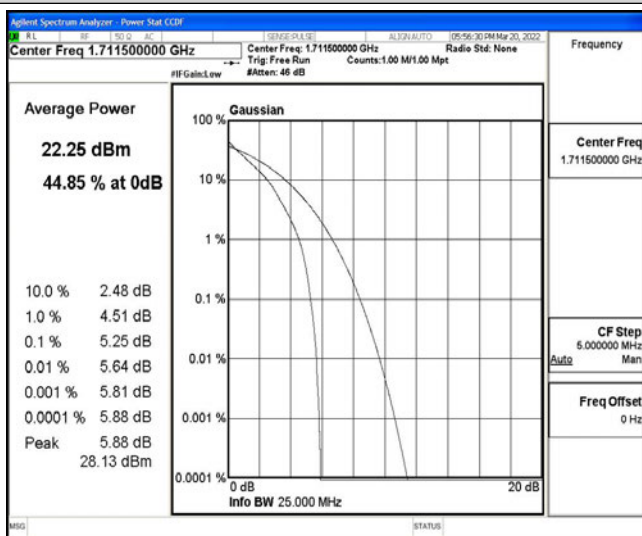 Agilent Spectrum Analyzer - Power Stat CCDF
RL RF 50 Ω AC SENSE:PULSE ALIGN AUTO 05:56:30 PM Mar 20, 2022
Center Freq 1.711500000 GHz
Center Freq: 1.711500000 GHz Radio Std: None
Trig: Free Run Counts:1.00 M/1.00 Mpt
#IFGain:Low #Atten: 46 dB
Frequency
Average Power
22.25 dBm
44.85 % at 0dB
10.0 % 2.48 dB
1.0 % 4.51 dB
0.1 % 5.25 dB
0.01 % 5.64 dB
0.001 % 5.81 dB
0.0001 % 5.88 dB
Peak 5.88 dB
28.13 dBm
Gaussian
100 %
10 %
1 %
0.1 %
0.01 %
0.001 %
0.0001 %
0 dB 20 dB
Info BW 25.000 MHz
Center Freq
1.711500000 GHz
CF Step
5.000000 MHz
Auto Man
Freq Offset
0 Hz
MSG STATUS